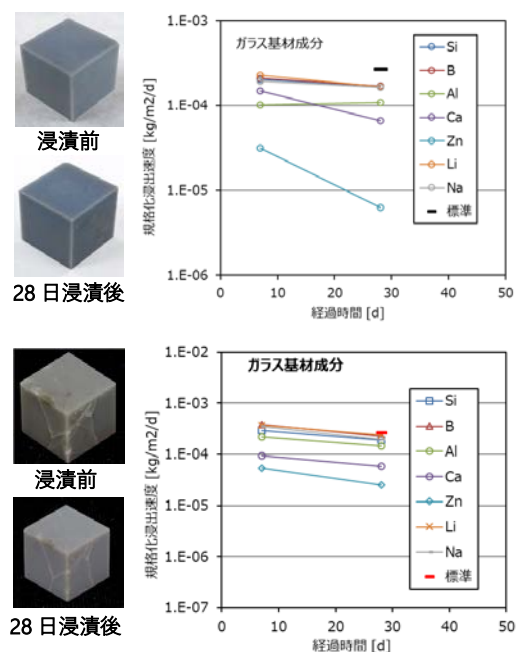 浸漬前
28 日浸漬後
ガラス基材成分
規格化浸出速度 [kg/m2/d]
1.E-03
1.E-04
1.E-05
1.E-06
0
10
20
30
40
50
経過時間 [d]
Si
B
Al
Ca
Zn
Li
Na
標準
浸漬前
28 日浸漬後
ガラス基材成分
規格化浸出速度 [kg/m2/d]
1.E-02
1.E-03
1.E-04
1.E-05
1.E-06
1.E-07
0
10
20
30
40
50
経過時間 [d]
Si
B
Al
Ca
Zn
Li
Na
標準